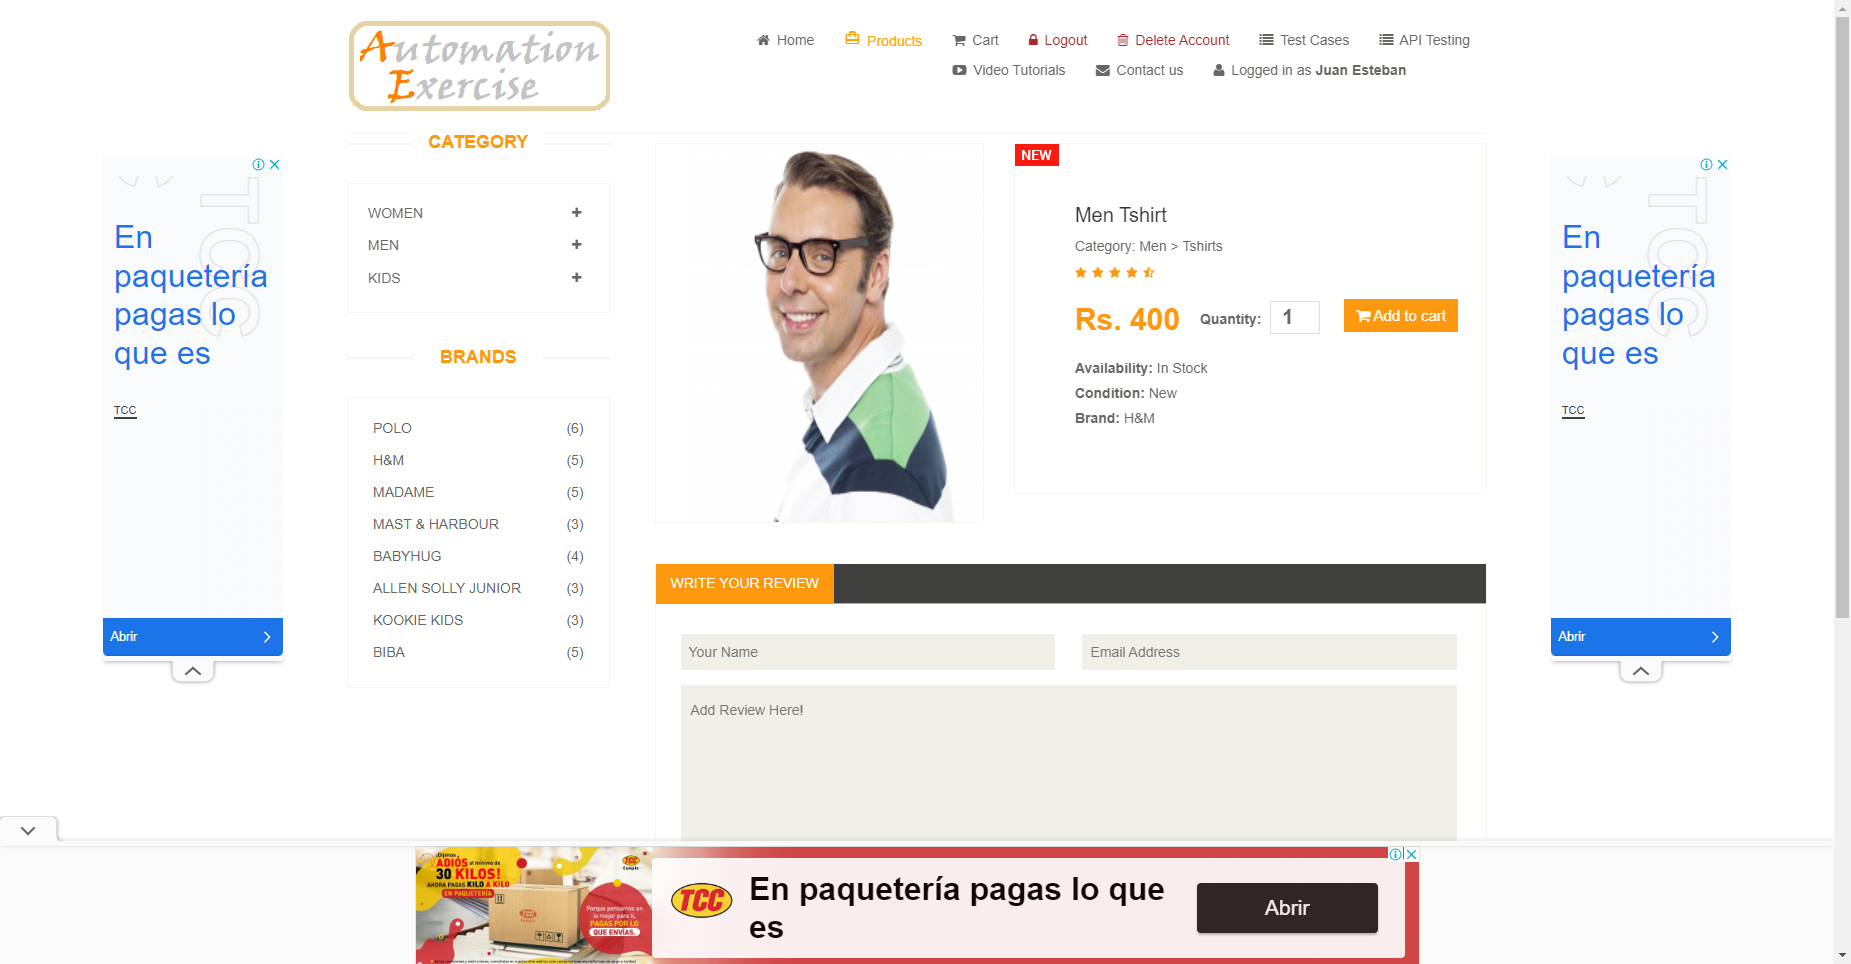 Automation
Exercise
Home
Products
Cart
Logout
Delete Account
Test Cases
API Testing
Video Tutorials
Contact us
Logged in as Juan Esteban
CATEGORY
WOMEN
MEN
KIDS
BRANDS
POLO (6)
H&M (5)
MADAME (5)
MAST & HARBOUR (3)
BABYHUG (4)
ALLEN SOLLY JUNIOR (3)
KOOKIE KIDS (3)
BIBA (5)
NEW
Men Tshirt
Category: Men > Tshirts
Rs. 400
Quantity: 1
Add to cart
Availability: In Stock
Condition: New
Brand: H&M
WRITE YOUR REVIEW
Your Name
Email Address
Add Review Here!
TCC
En
paquetería
pagas lo
que es
TCC
Abrir
TCC
En
paquetería
pagas lo
que es
TCC
Abrir
¡Dijimos
ADIÓS al mínimo de
30 KILOS!
AHORA PAGAS KILO A KILO
EN PAQUETERÍA
TCC
Cumple
TCC
Porque pensamos en
lo mejor para ti,
PAGAS POR LO
QUE ENVÍAS.
TCC
En paquetería pagas lo que
es
Abrir